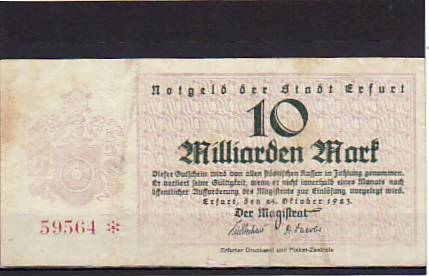 Notgeld der Stadt Erfurt
10
Milliarden Mark
Dieser Gutschein wird von allen städtischen Kassen in Zahlung genommen.
Er verliert seine Gültigkeit, wenn er nicht innerhalb eines Monats nach
öffentlicher Aufforderung des Magistrats zur Einlösung vorgelegt wird.
Erfurt, den 26. Oktober 1923.
Der Magistrat
59564 *
Erfurter Druckerei und Plakat-Zentrale